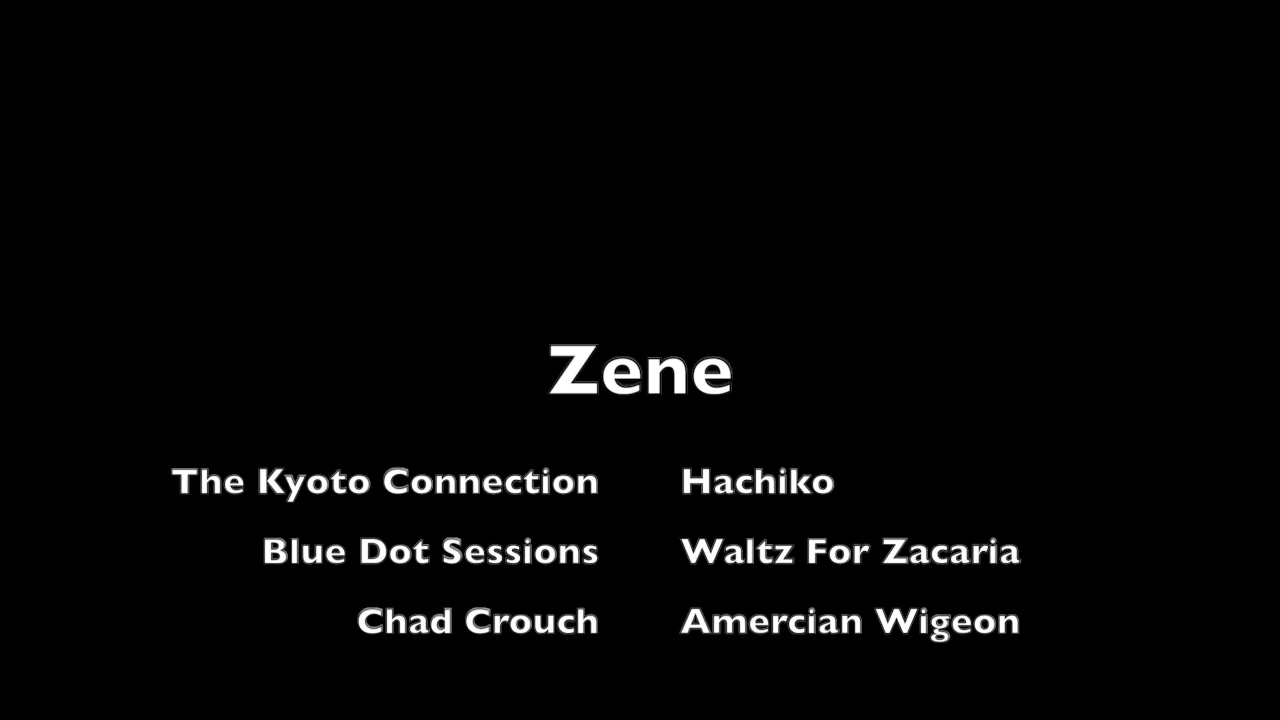 Zene
The Kyoto Connection Hachiko
Blue Dot Sessions Waltz For Zacaria
Chad Crouch Amercian Wigeon